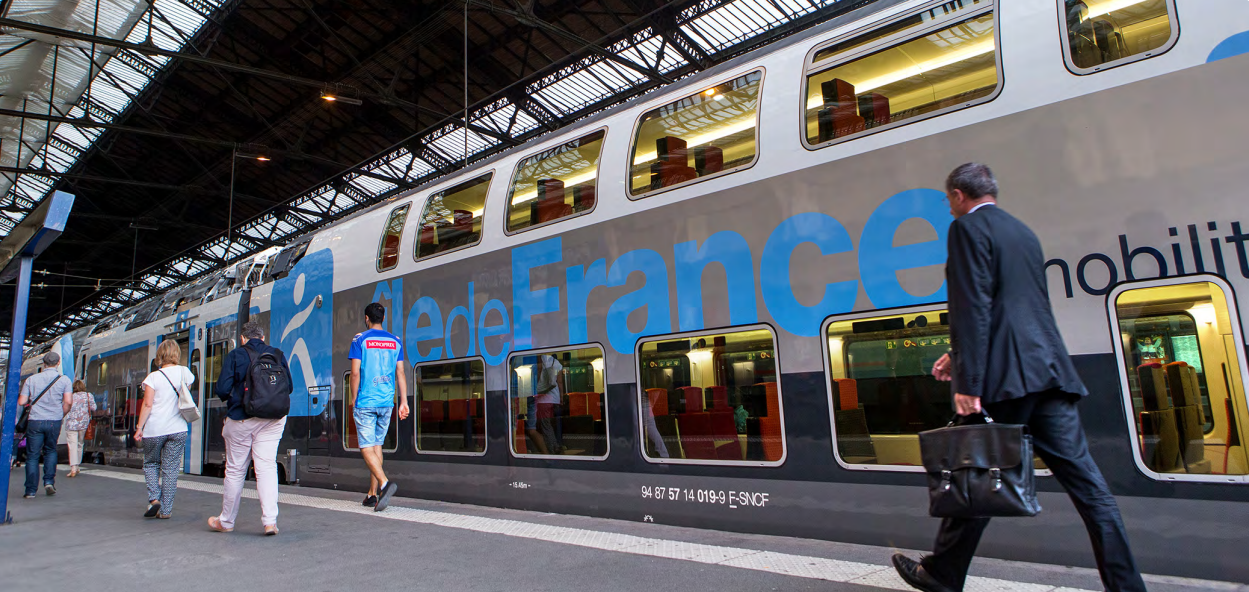 îledeFrance
mobilit
MONOPRIX
94 87 57 14 019-9 F-SNCF